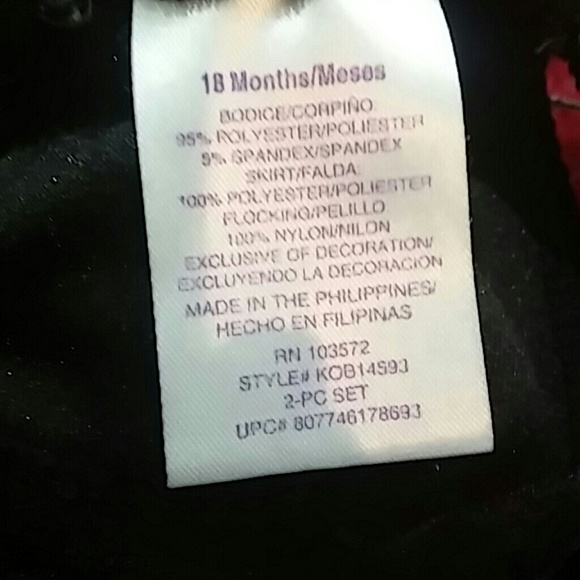 18 Months/Meses
BODICE/CORPIÑO
95% POLYESTER/POLIESTER
5% SPANDEX/SPANDEX
SKIRT/FALDA:
100% POLYESTER/POLIESTER
FLOCKING/PELILLO
100% NYLON/NILON
EXCLUSIVE OF DECORATION/
EXCLUYENDO LA DECORACION
MADE IN THE PHILIPPINES/
HECHO EN FILIPINAS
RN 103572
STYLE# KOB14593
2-PC SET
UPC# 807746178693